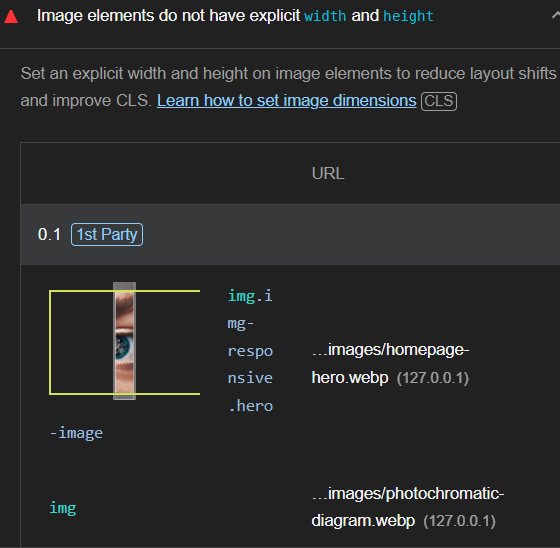 Image elements do not have explicit width and height
Set an explicit width and height on image elements to reduce layout shifts
and improve CLS. Learn how to set image dimensions CLS
URL
0.1 1st Party
img.i
mg-
respo
nsive
.hero
-image
…images/homepage-
hero.webp (127.0.0.1)
img
…images/photochromatic-
diagram.webp (127.0.0.1)